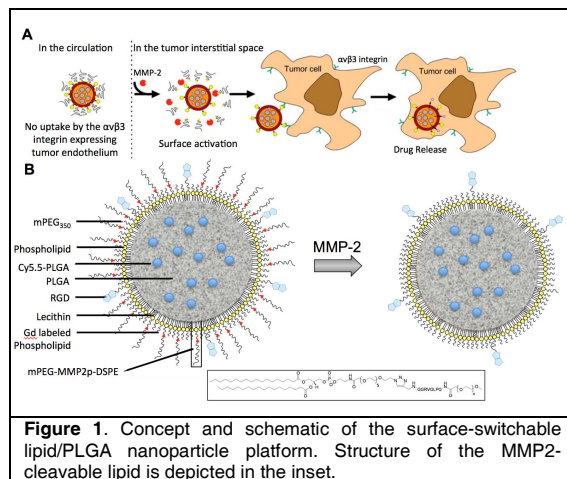 A
In the circulation
In the tumor interstitial space
MMP-2
αvβ3 integrin
Tumor cell
Tumor cell
No uptake by the αvβ3
integrin expressing
tumor endothelium
Surface activation
Drug Release
B
mPEG350
Phospholipid
Cy5.5-PLGA
PLGA
RGD
Lecithin
Gd labeled
Phospholipid
mPEG-MMP2p-DSPE
MMP-2
Figure 1. Concept and schematic of the surface-switchable
lipid/PLGA nanoparticle platform. Structure of the MMP2-
cleavable lipid is depicted in the inset.